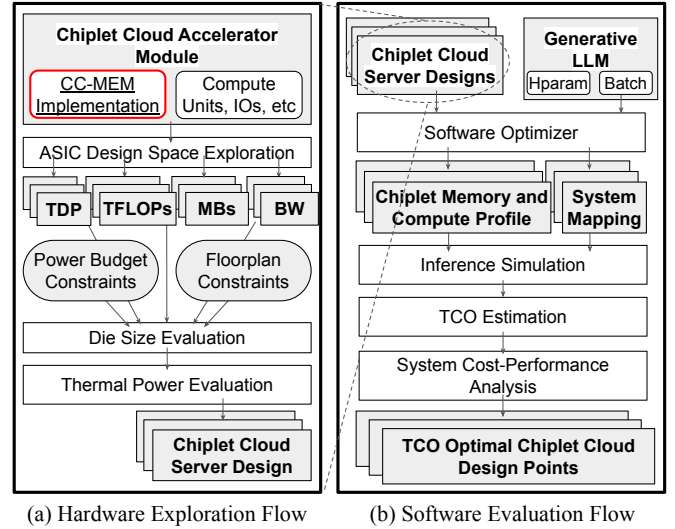 Chiplet Cloud Accelerator
Module
CC-MEM
Implementation
Compute
Units, IOs, etc
ASIC Design Space Exploration
TDP
TFLOPs
MBs
BW
Power Budget
Constraints
Floorplan
Constraints
Die Size Evaluation
Thermal Power Evaluation
Chiplet Cloud
Server Design
(a) Hardware Exploration Flow
Chiplet Cloud
Server Designs
Generative
LLM
Hparam
Batch
Software Optimizer
Chiplet Memory and
Compute Profile
System
Mapping
Inference Simulation
TCO Estimation
System Cost-Performance
Analysis
TCO Optimal Chiplet Cloud
Design Points
(b) Software Evaluation Flow